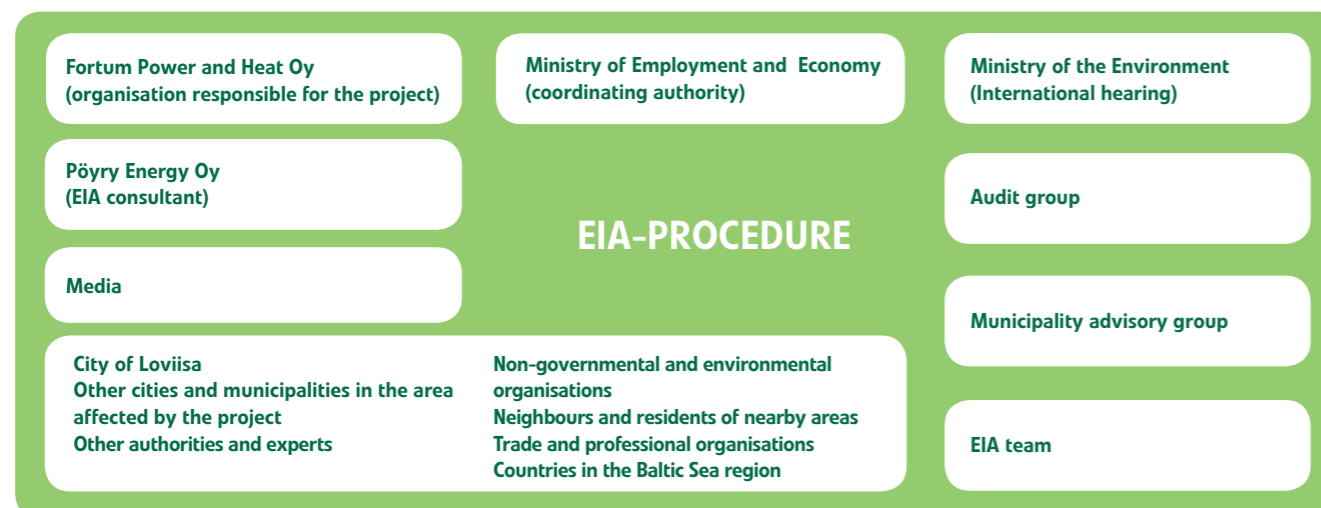 Fortum Power and Heat Oy
(organisation responsible for the project)
Ministry of Employment and Economy
(coordinating authority)
Ministry of the Environment
(International hearing)
Pöyry Energy Oy
(EIA consultant)
EIA-PROCEDURE
Audit group
Media
Municipality advisory group
City of Loviisa
Other cities and municipalities in the area
affected by the project
Other authorities and experts
Non-governmental and environmental
organisations
Neighbours and residents of nearby areas
Trade and professional organisations
Countries in the Baltic Sea region
EIA team